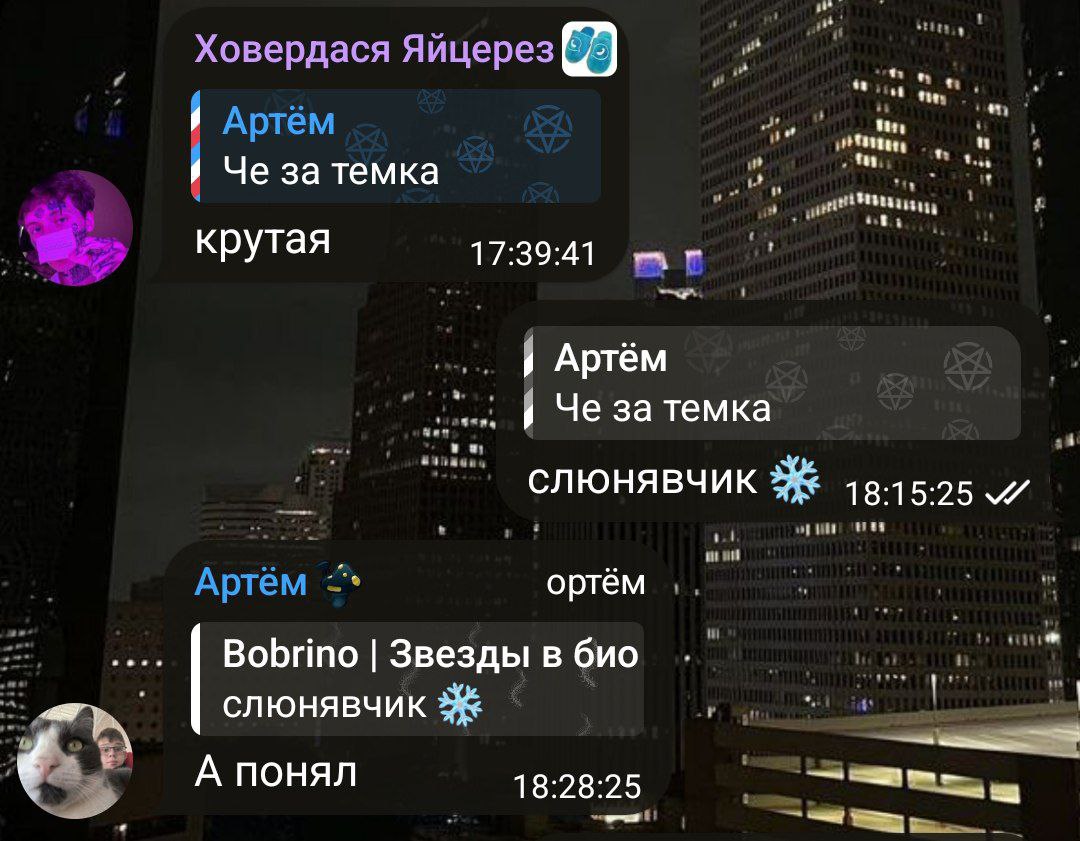 Ховердася Яйцерез
Артём
Че за темка
крутая 17:39:41
Артём
Че за темка
слюнявчик ❄️ 18:15:25
Артём ортём
Bobrino | Звезды в био
слюнявчик ❄️
А понял 18:28:25